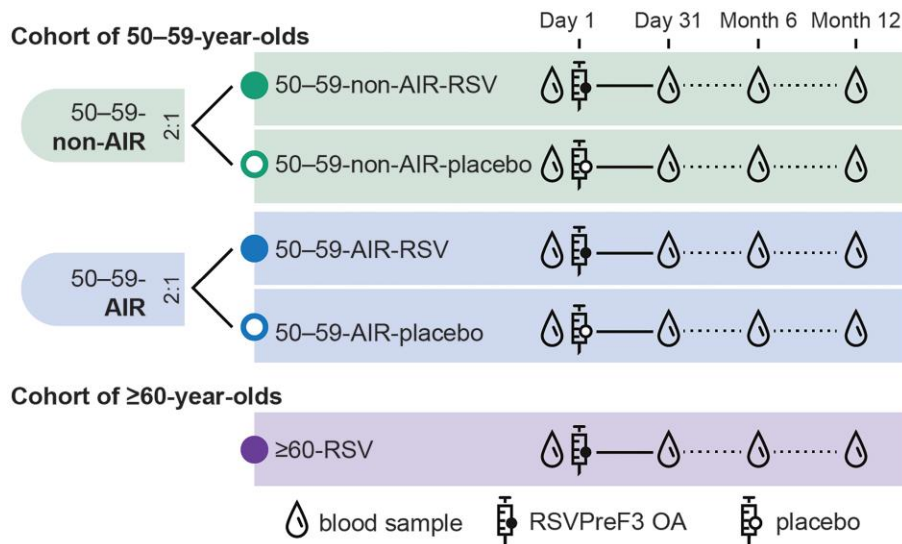 Day 1 Day 31 Month 6 Month 12
Cohort of 50–59-year-olds
50–59-
non-AIR
2:1
50–59-non-AIR-RSV
50–59-non-AIR-placebo
50–59-
AIR
2:1
50–59-AIR-RSV
50–59-AIR-placebo
Cohort of ≥60-year-olds
≥60-RSV
blood sample RSVPreF3 OA placebo